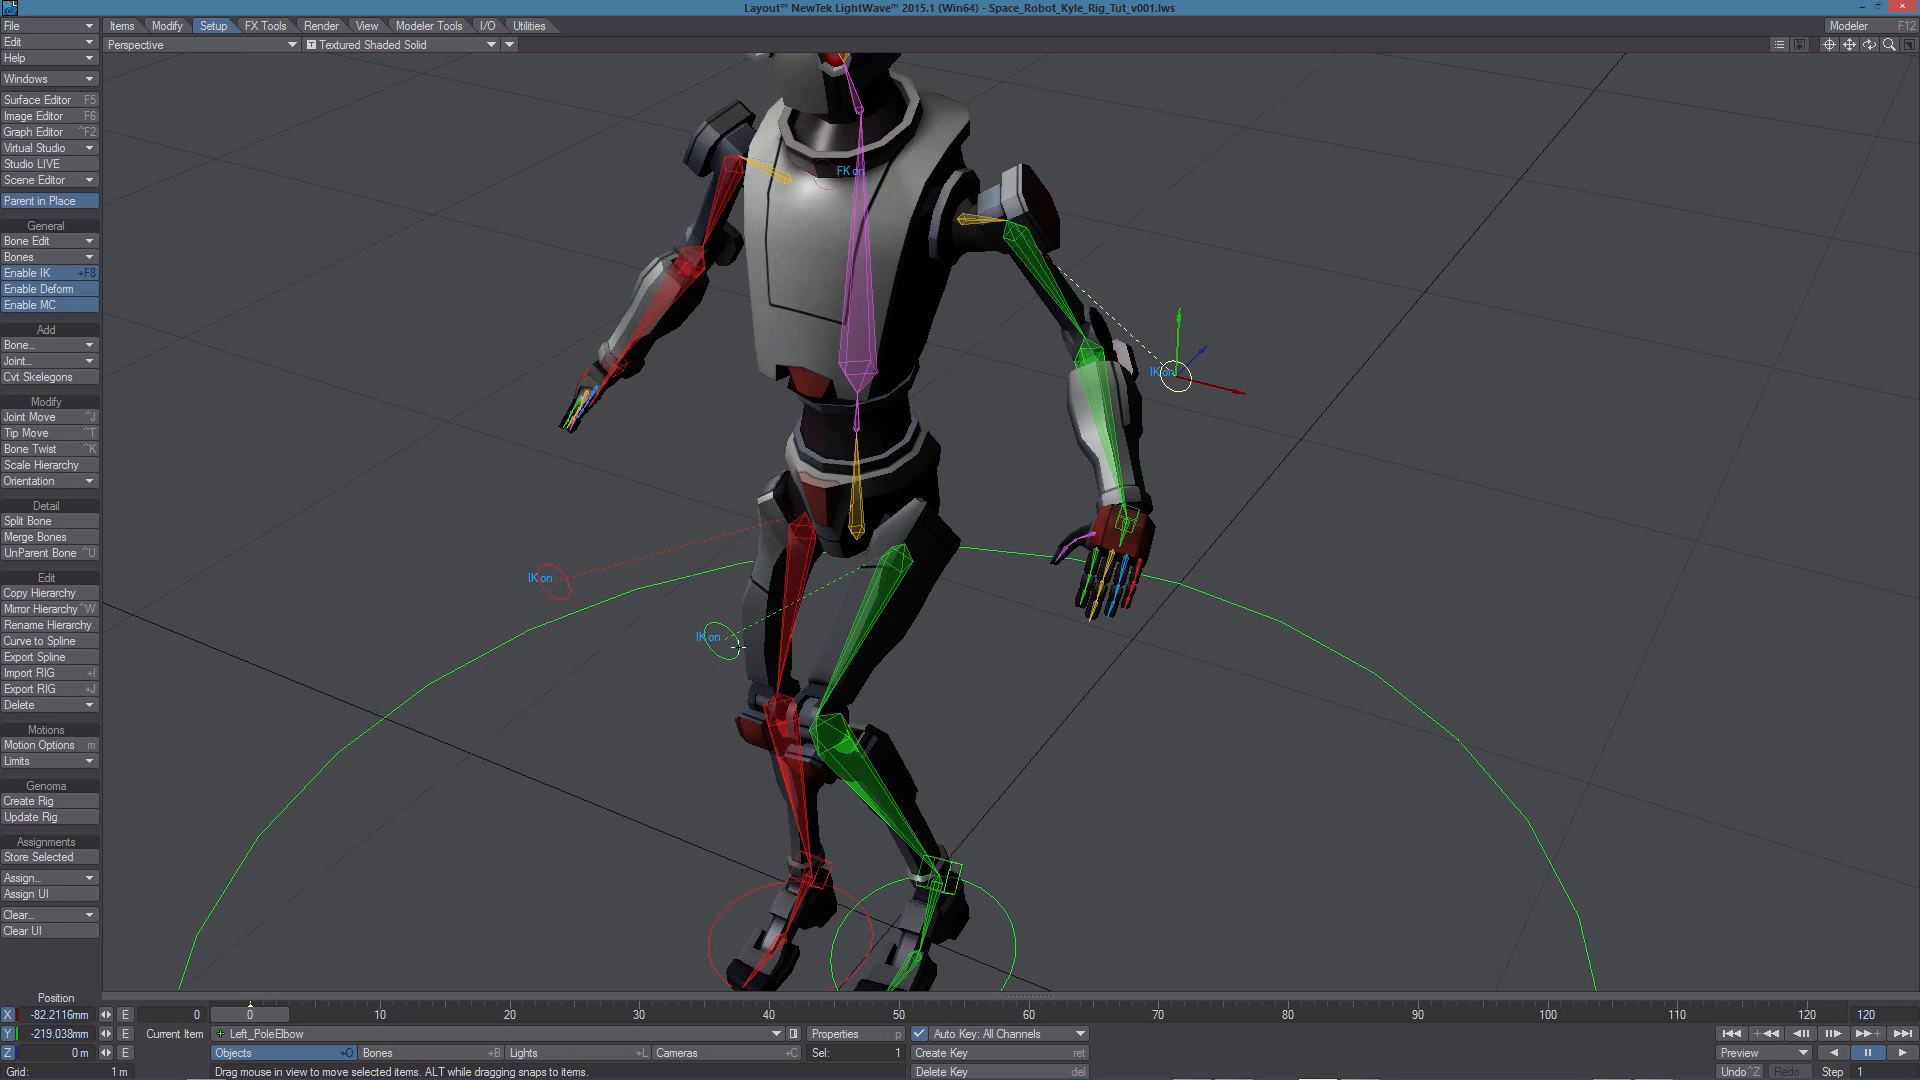 Layout™ NewTek LightWave™ 2015.1 (Win64) - Space_Robot_Kyle_Rig_Tut_v001.lws
File
Items Modify Setup FX Tools Render View Modeler Tools I/O Utilities
Modeler F12
Edit
Perspective
T Textured Shaded Solid
Help
Windows
Surface Editor F5
Image Editor F6
Graph Editor ^F2
Virtual Studio
Studio LIVE
Scene Editor
Parent in Place
General
Bone Edit
Bones
Enable IK +F8
Enable Deform
Enable MC
Add
Bone...
Joint...
Cvt Skelegons
Modify
Joint Move ^J
Tip Move ^T
Bone Twist ^K
Scale Hierarchy
Orientation
Detail
Split Bone
Merge Bones
UnParent Bone ^U
Edit
Copy Hierarchy
Mirror Hierarchy ^W
Rename Hierarchy
Curve to Spline
Export Spline
Import RIG +I
Export RIG +J
Delete
Motions
Motion Options m
Limits
Genoma
Create Rig
Update Rig
Assignments
Store Selected
Assign...
Assign UI
Clear...
Clear UI
FK on
IK on
IK on
IK on
Position
X -82.2116mm E 0
0 10 20 30 40 50 60 70 80 90 100 110 120
120
Y -219.038mm E Current Item + Left_PoleElbow Properties p Auto Key: All Channels
Z 0 m E Objects +O Bones +B Lights +L Cameras +C Sel: 1 Create Key ret
Preview
Grid: 1 m Drag mouse in view to move selected items. ALT while dragging snaps to items. Delete Key del
Undo ^Z Redo Step 1